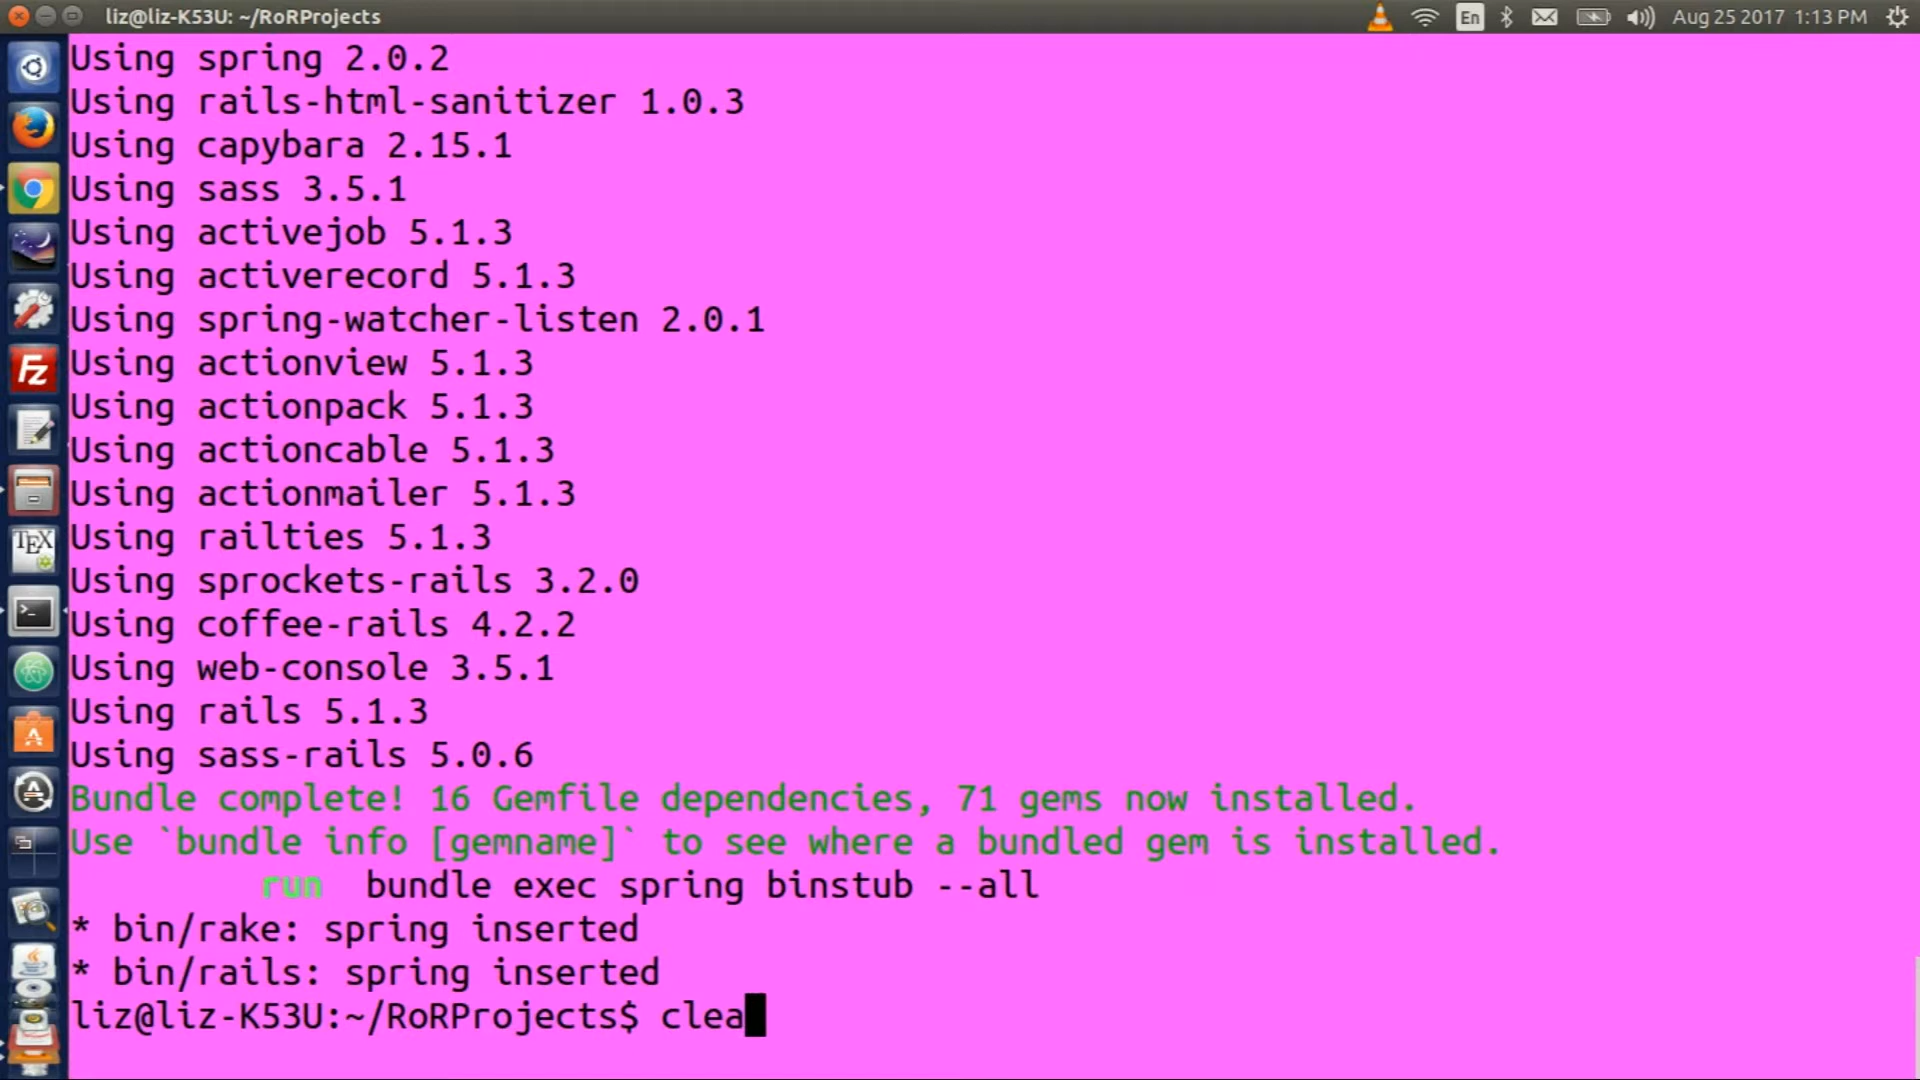 liz@liz-K53U: ~/RoRProjects
En
Aug 25 2017 1:13 PM
Using spring 2.0.2
Using rails-html-sanitizer 1.0.3
Using capybara 2.15.1
Using sass 3.5.1
Using activejob 5.1.3
Using activerecord 5.1.3
Using spring-watcher-listen 2.0.1
Using actionview 5.1.3
Using actionpack 5.1.3
Using actioncable 5.1.3
Using actionmailer 5.1.3
Using railties 5.1.3
Using sprockets-rails 3.2.0
Using coffee-rails 4.2.2
Using web-console 3.5.1
Using rails 5.1.3
Using sass-rails 5.0.6
Bundle complete! 16 Gemfile dependencies, 71 gems now installed.
Use `bundle info [gemname]` to see where a bundled gem is installed.
run  bundle exec spring binstub --all
* bin/rake: spring inserted
* bin/rails: spring inserted
liz@liz-K53U:~/RoRProjects$ clea
Fz
TEX
>_